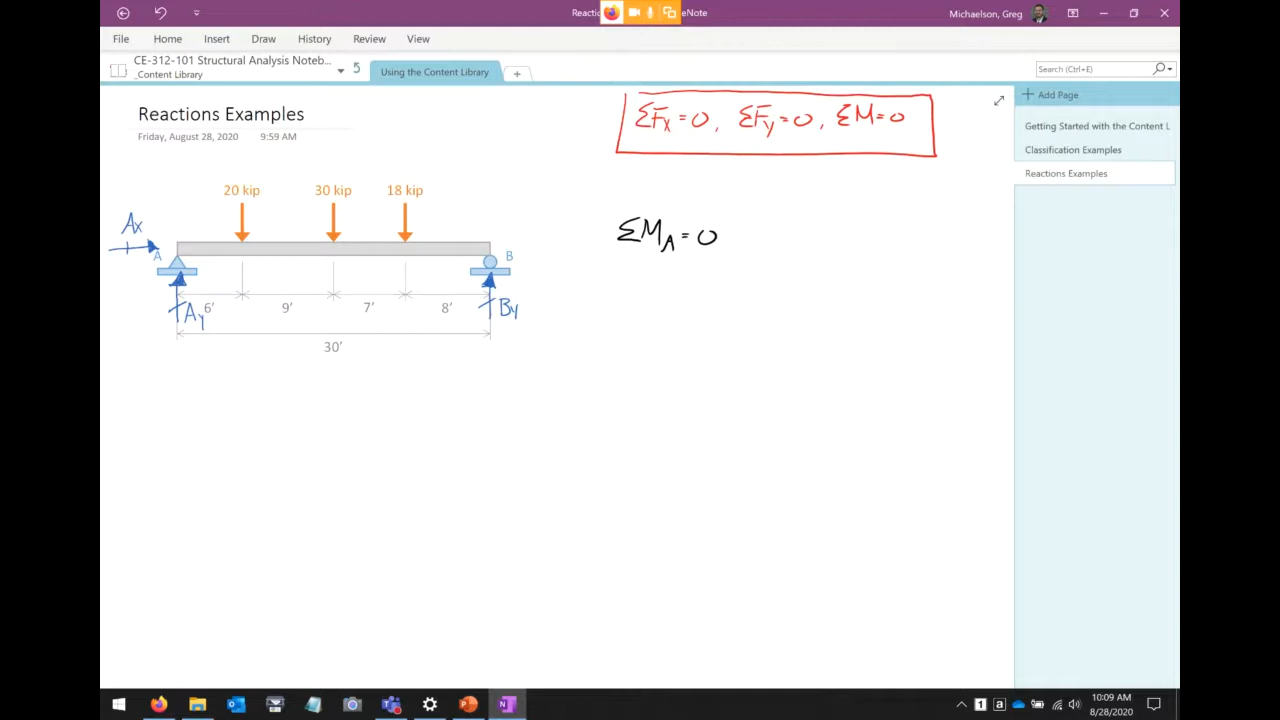 Reactio
eNote
Michaelson, Greg
File
Home
Insert
Draw
History
Review
View
CE-312-101 Structural Analysis Noteb...
_Content Library
Using the Content Library
+
Search (Ctrl+E)
Add Page
Getting Started with the Content L
Classification Examples
Reactions Examples
Reactions Examples
Friday, August 28, 2020 9:59 AM
ΣFx = 0, ΣFy = 0, ΣM = 0
20 kip 30 kip 18 kip
Ax
A
B
ΣM_A = 0
Ay
6' 9' 7' 8'
By
30'
10:09 AM
8/28/2020